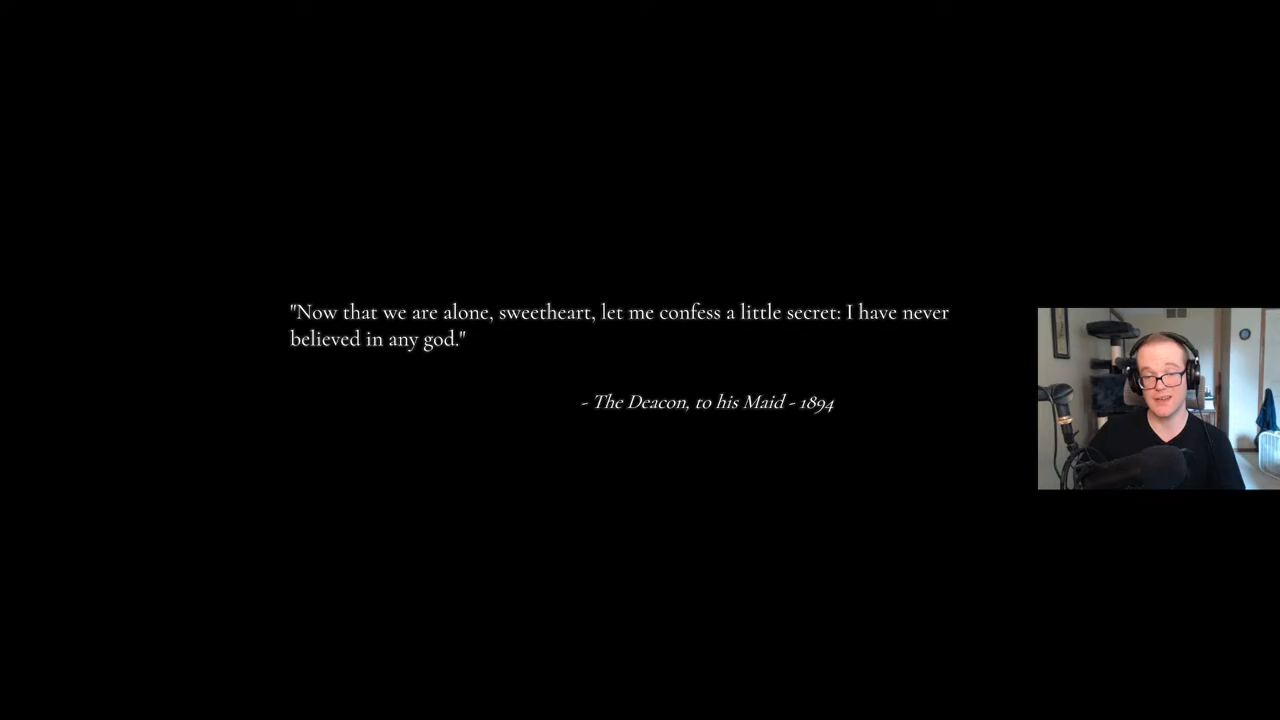 "Now that we are alone, sweetheart, let me confess a little secret: I have never
believed in any god."
- The Deacon, to his Maid - 1894